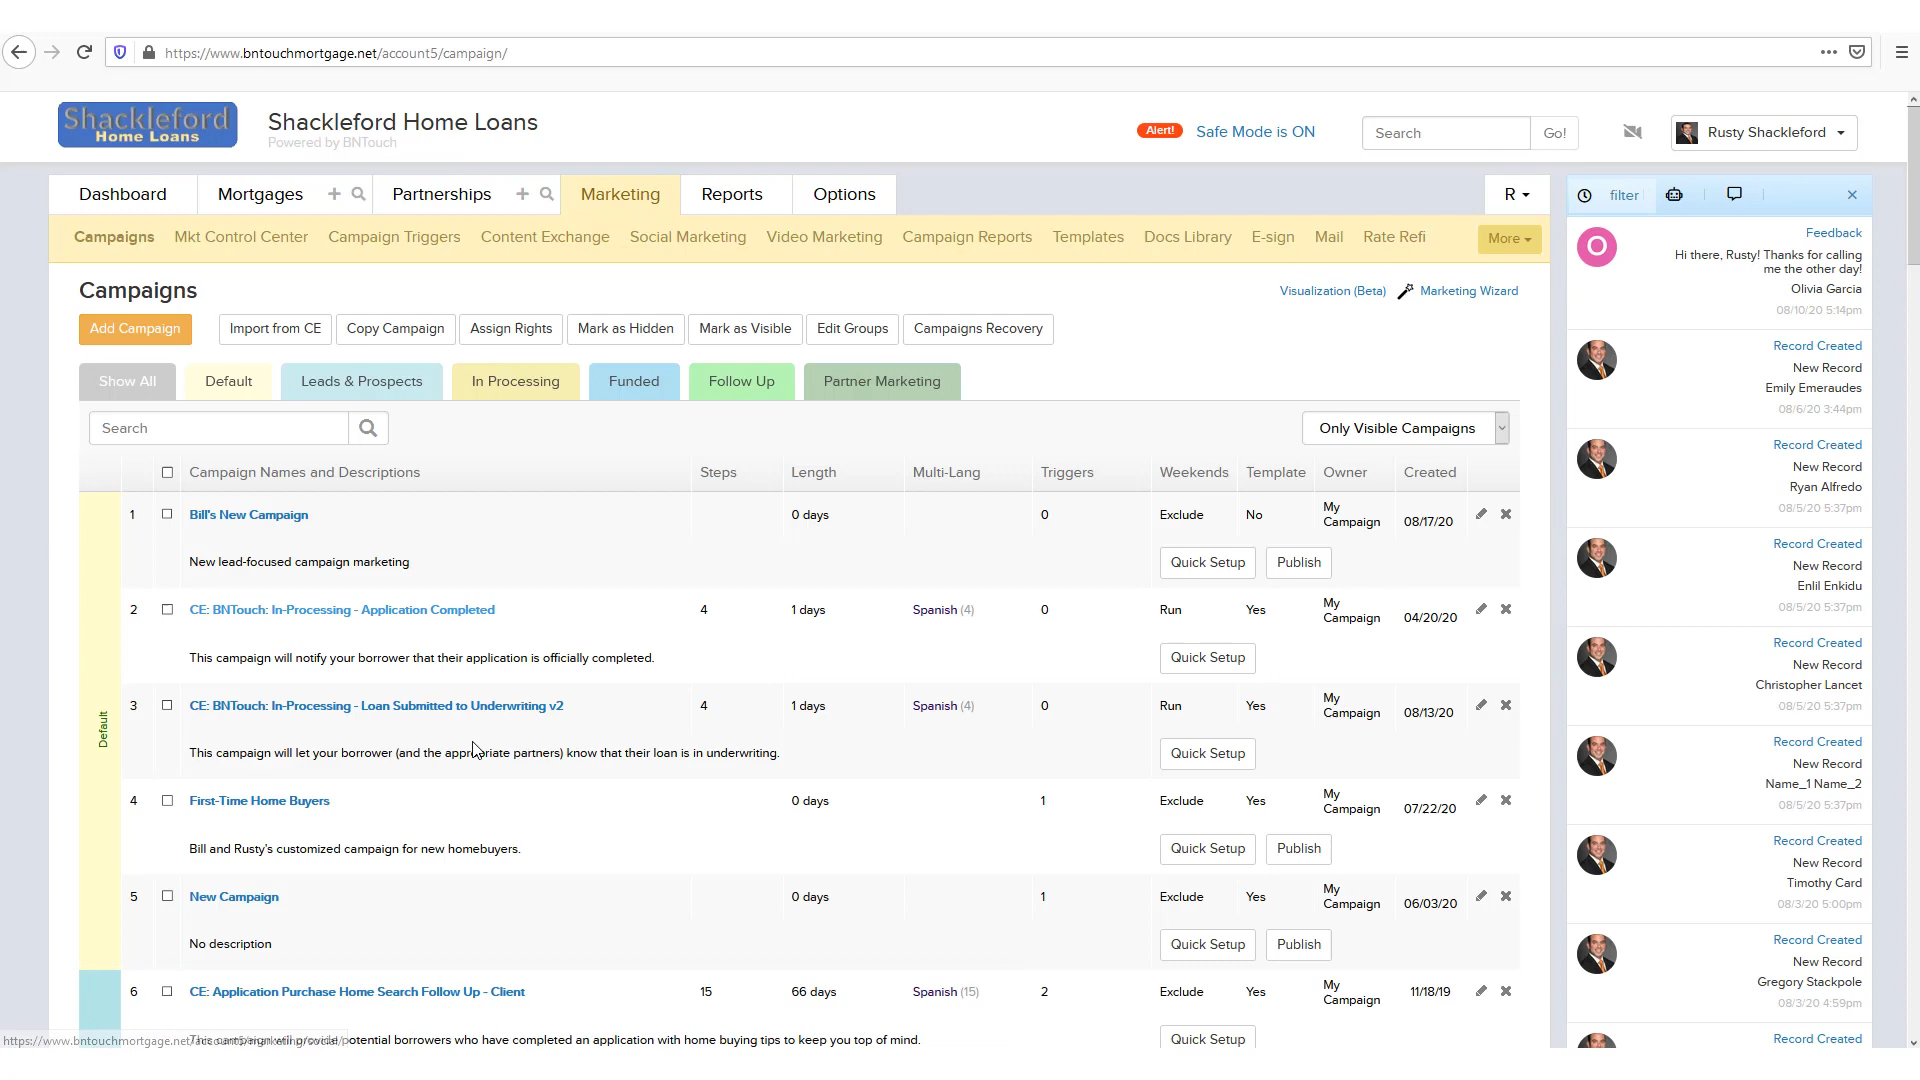 https://www.bntouchmortgage.net/account5/campaign/
Shackleford
Home Loans
Shackleford Home Loans
Powered by BNTouch
Alert!
Safe Mode is ON
Search
Go!
Rusty Shackleford
Dashboard
Mortgages
Partnerships
Marketing
Reports
Options
R
filter
Campaigns
Mkt Control Center
Campaign Triggers
Content Exchange
Social Marketing
Video Marketing
Campaign Reports
Templates
Docs Library
E-sign
Mail
Rate Refi
More
Campaigns
Visualization (Beta)
Marketing Wizard
Add Campaign
Import from CE
Copy Campaign
Assign Rights
Mark as Hidden
Mark as Visible
Edit Groups
Campaigns Recovery
Show All
Default
Leads & Prospects
In Processing
Funded
Follow Up
Partner Marketing
Search
Only Visible Campaigns
Campaign Names and Descriptions Steps Length Multi-Lang Triggers Weekends Template Owner Created
Default
1 Bill's New Campaign 0 days 0 Exclude No My Campaign 08/17/20
New lead-focused campaign marketing Quick Setup Publish
2 CE: BNTouch: In-Processing - Application Completed 4 1 days Spanish (4) 0 Run Yes My Campaign 04/20/20
This campaign will notify your borrower that their application is officially completed. Quick Setup
3 CE: BNTouch: In-Processing - Loan Submitted to Underwriting v2 4 1 days Spanish (4) 0 Run Yes My Campaign 08/13/20
This campaign will let your borrower (and the appropriate partners) know that their loan is in underwriting. Quick Setup
4 First-Time Home Buyers 0 days 1 Exclude Yes My Campaign 07/22/20
Bill and Rusty's customized campaign for new homebuyers. Quick Setup Publish
5 New Campaign 0 days 1 Exclude Yes My Campaign 06/03/20
No description Quick Setup Publish
6 CE: Application Purchase Home Search Follow Up - Client 15 66 days Spanish (15) 2 Exclude Yes My Campaign 11/18/19
potential borrowers who have completed an application with home buying tips to keep you top of mind. Quick Setup
https://www.bntouchmortgage.net/
Feedback
Hi there, Rusty! Thanks for calling
me the other day!
Olivia Garcia
08/10/20 5:14pm
O
Record Created
New Record
Emily Emeraudes
08/6/20 3:44pm
Record Created
New Record
Ryan Alfredo
08/5/20 5:37pm
Record Created
New Record
Enlil Enkidu
08/5/20 5:37pm
Record Created
New Record
Christopher Lancet
08/5/20 5:37pm
Record Created
New Record
Name_1 Name_2
08/5/20 5:37pm
Record Created
New Record
Timothy Card
08/3/20 5:00pm
Record Created
New Record
Gregory Stackpole
08/3/20 4:59pm
Record Created